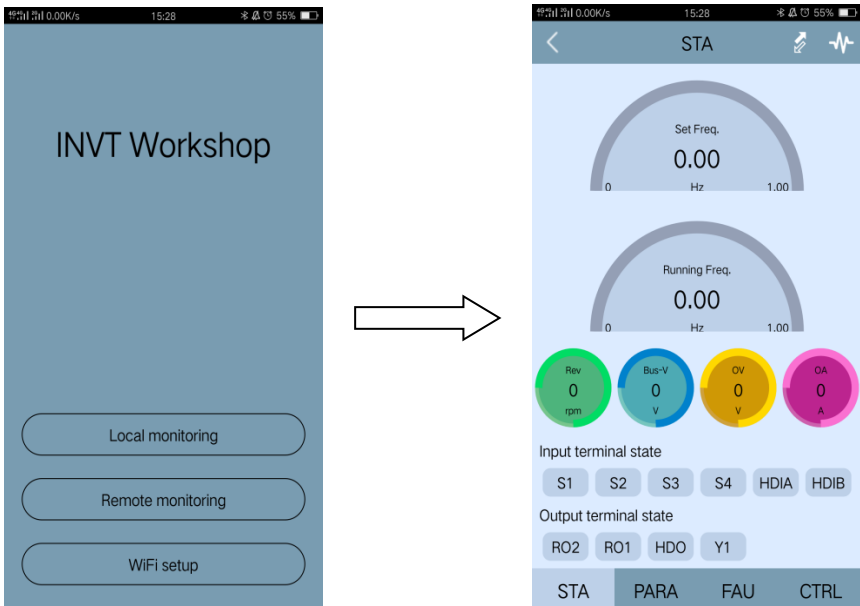 0.00K/s 15:28 55%
INVT Workshop
Local monitoring
Remote monitoring
WiFi setup
0.00K/s 15:28 55%
STA
Set Freq.
0.00
0 Hz 1.00
Running Freq.
0.00
0 Hz 1.00
Rev Bus-V OV OA
0 0 0 0
rpm V V A
Input terminal state
S1 S2 S3 S4 HDIA HDIB
Output terminal state
RO2 RO1 HDO Y1
STA PARA FAU CTRL